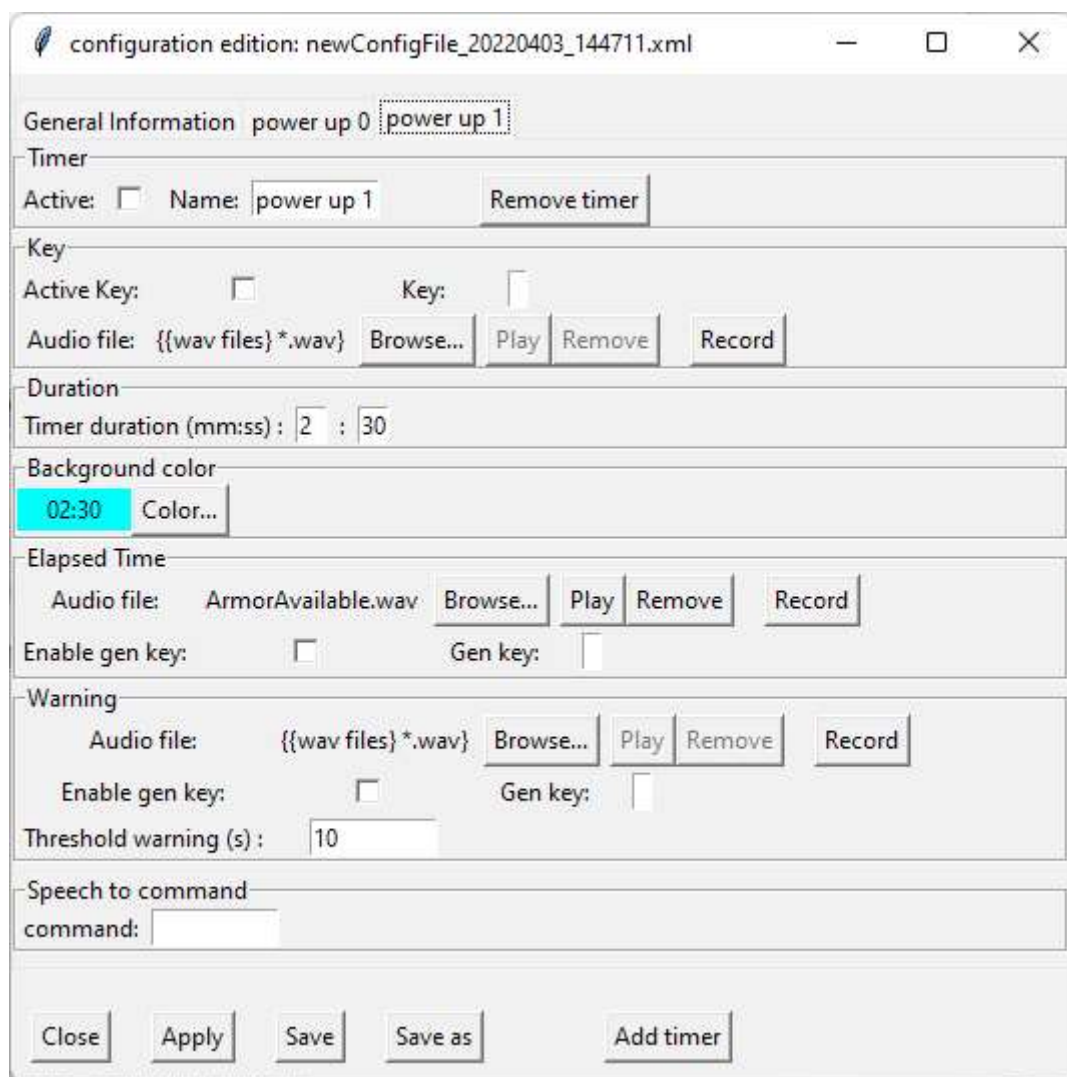 configuration edition: newConfigFile_20220403_144711.xml
General Information power up 0 power up 1
Timer
Active: Name: power up 1 Remove timer
Key
Active Key: Key:
Audio file: {{wav files} *.wav} Browse... Play Remove Record
Duration
Timer duration (mm:ss) : 2 : 30
Background color
02:30 Color...
Elapsed Time
Audio file: ArmorAvailable.wav Browse... Play Remove Record
Enable gen key: Gen key:
Warning
Audio file: {{wav files} *.wav} Browse... Play Remove Record
Enable gen key: Gen key:
Threshold warning (s) : 10
Speech to command
command:
Close Apply Save Save as Add timer